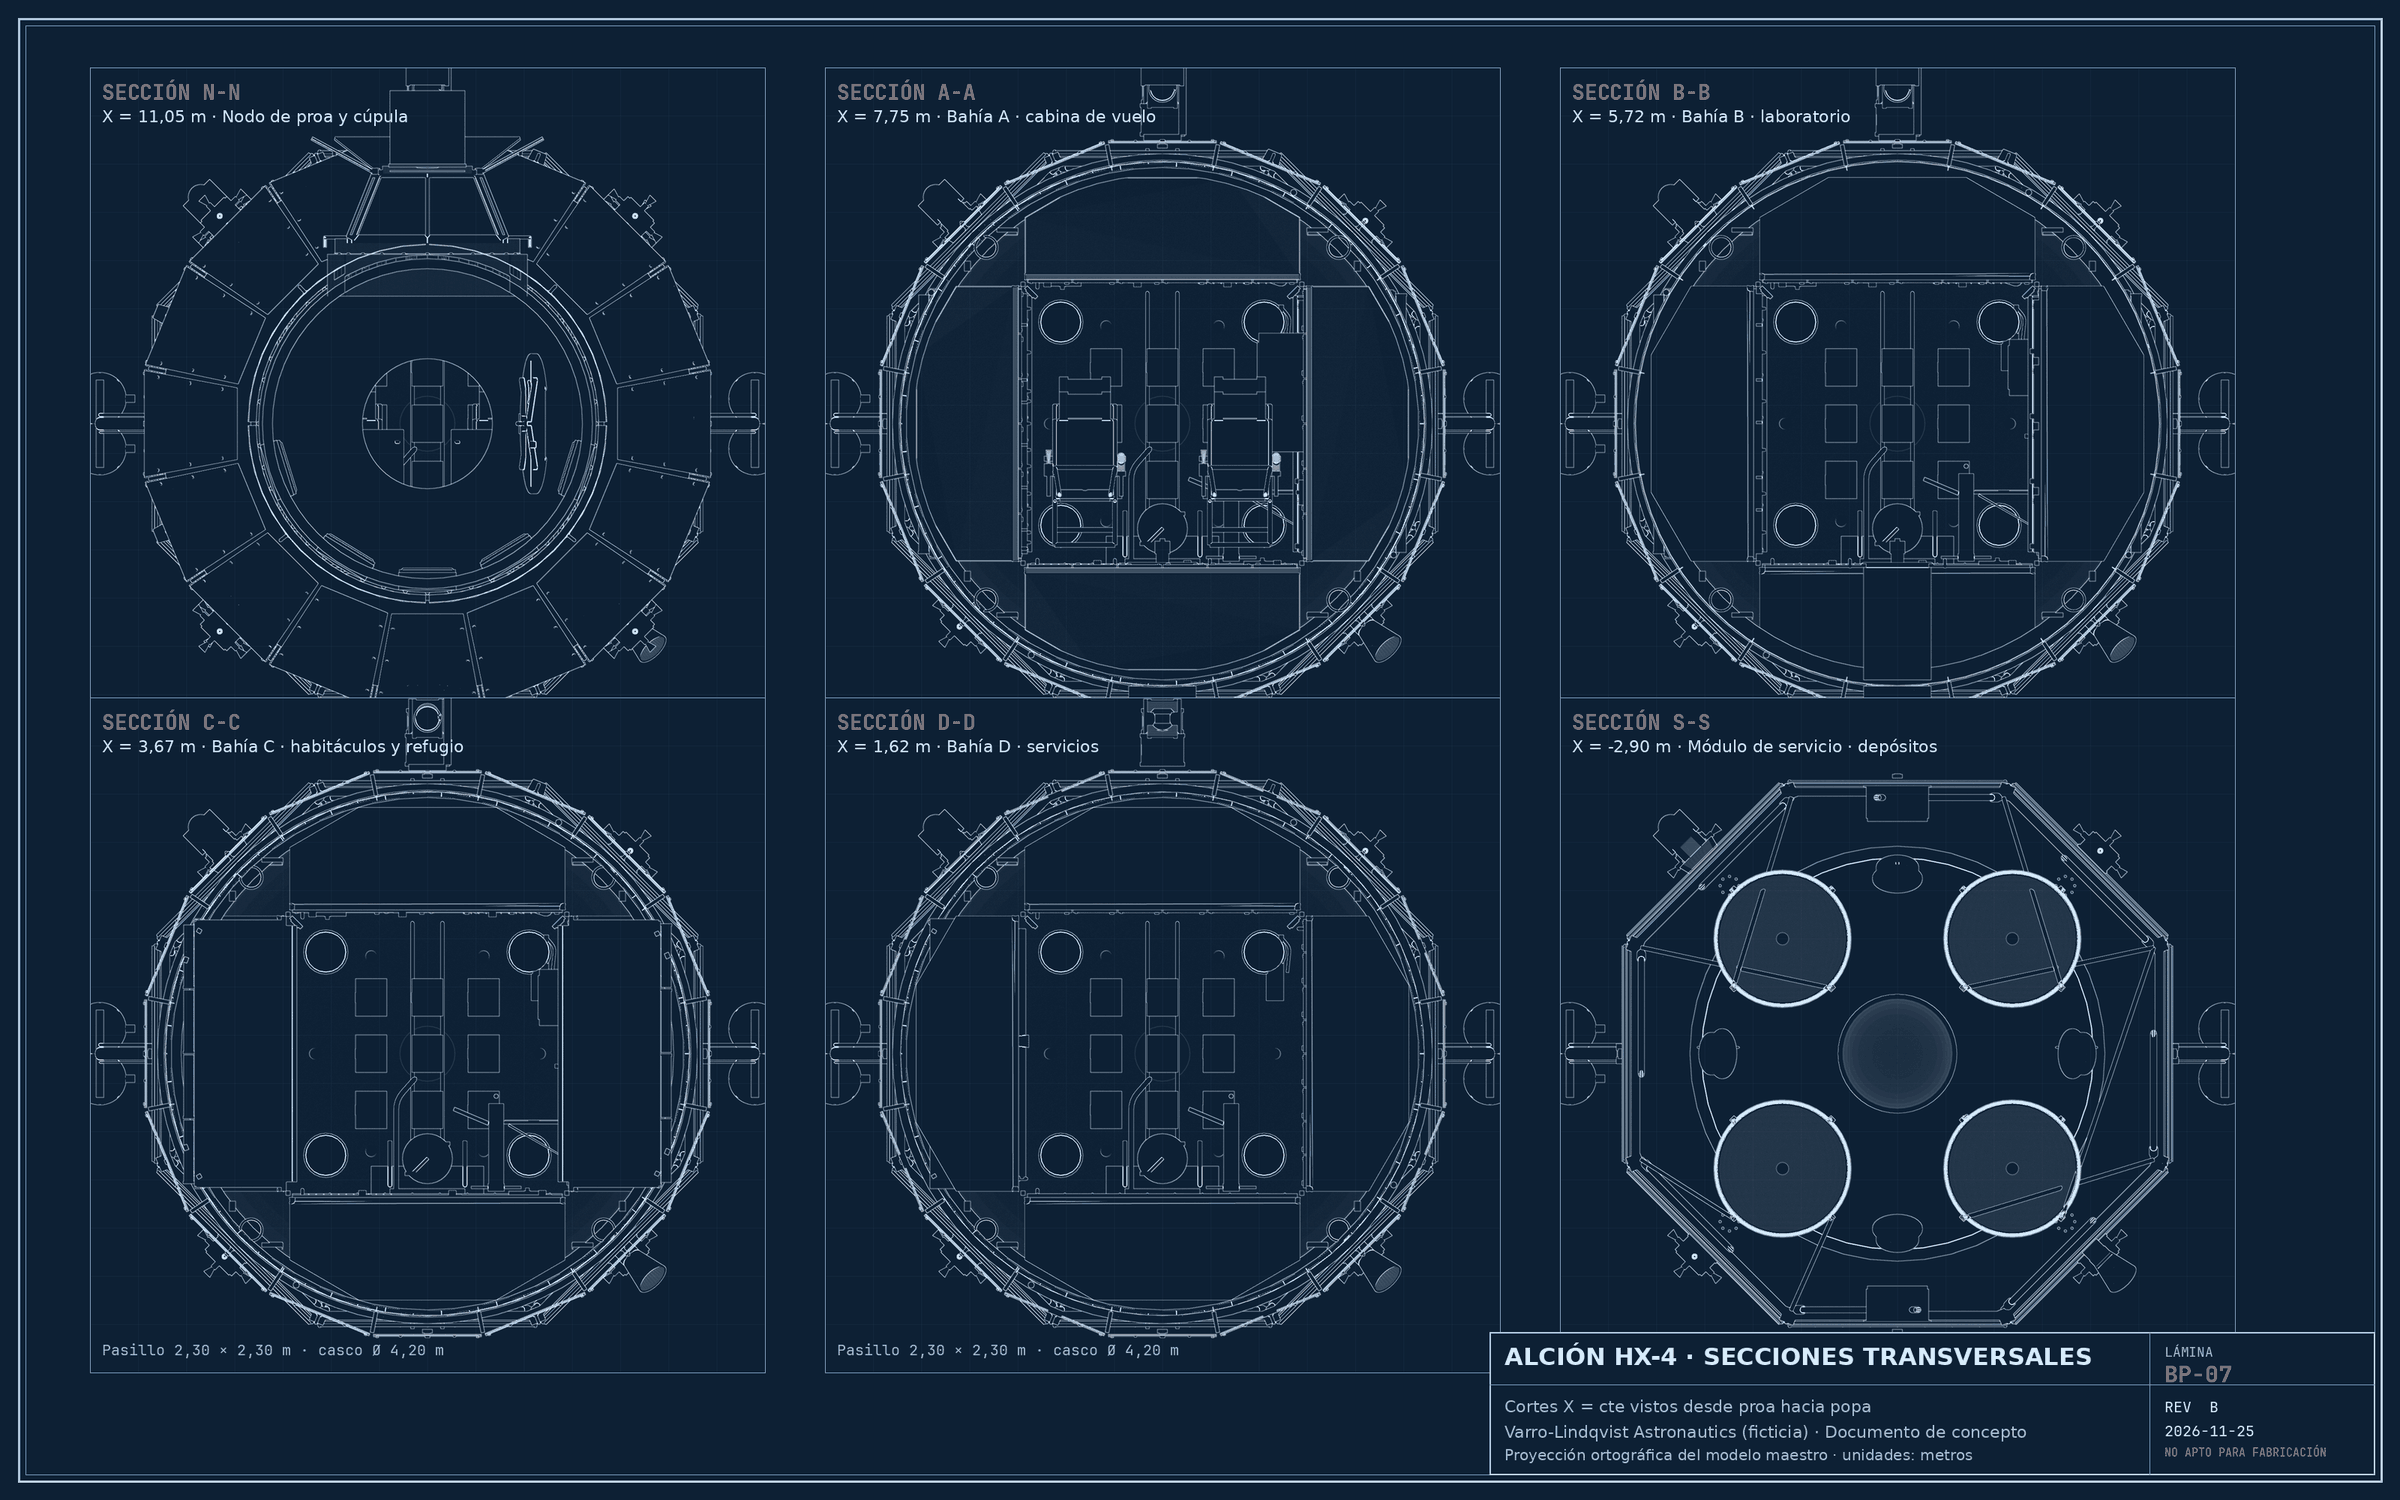 SECCIÓN N-N
X = 11,05 m · Nodo de proa y cúpula
SECCIÓN A-A
X = 7,75 m · Bahía A · cabina de vuelo
SECCIÓN B-B
X = 5,72 m · Bahía B · laboratorio
SECCIÓN C-C
X = 3,67 m · Bahía C · habitáculos y refugio
Pasillo 2,30 × 2,30 m · casco Ø 4,20 m
SECCIÓN D-D
X = 1,62 m · Bahía D · servicios
Pasillo 2,30 × 2,30 m · casco Ø 4,20 m
SECCIÓN S-S
X = -2,90 m · Módulo de servicio · depósitos
ALCIÓN HX-4 · SECCIONES TRANSVERSALES
LÁMINA
BP-07
Cortes X = cte vistos desde proa hacia popa
Varro-Lindqvist Astronautics (ficticia) · Documento de concepto
Proyección ortográfica del modelo maestro · unidades: metros
REV B
2026-11-25
NO APTO PARA FABRICACIÓN